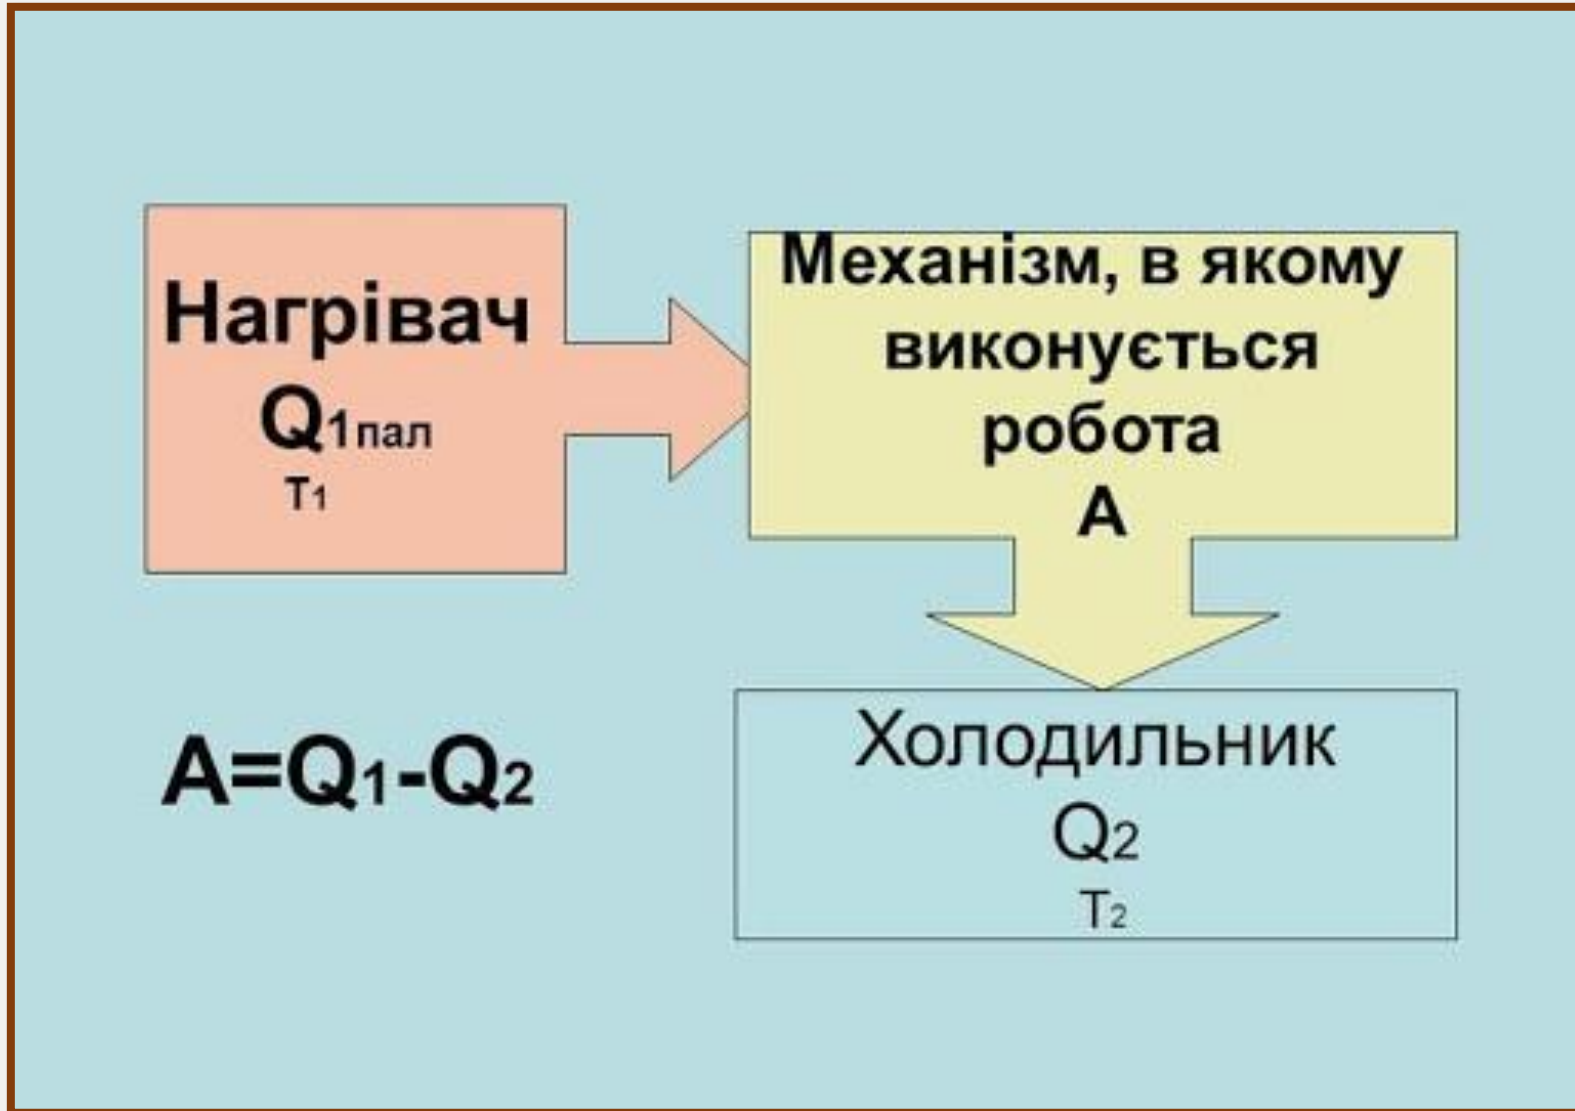 Нагрівач
Q1пал
T1
Механізм, в якому
виконується
робота
А
A=Q1-Q2
Холодильник
Q2
T2